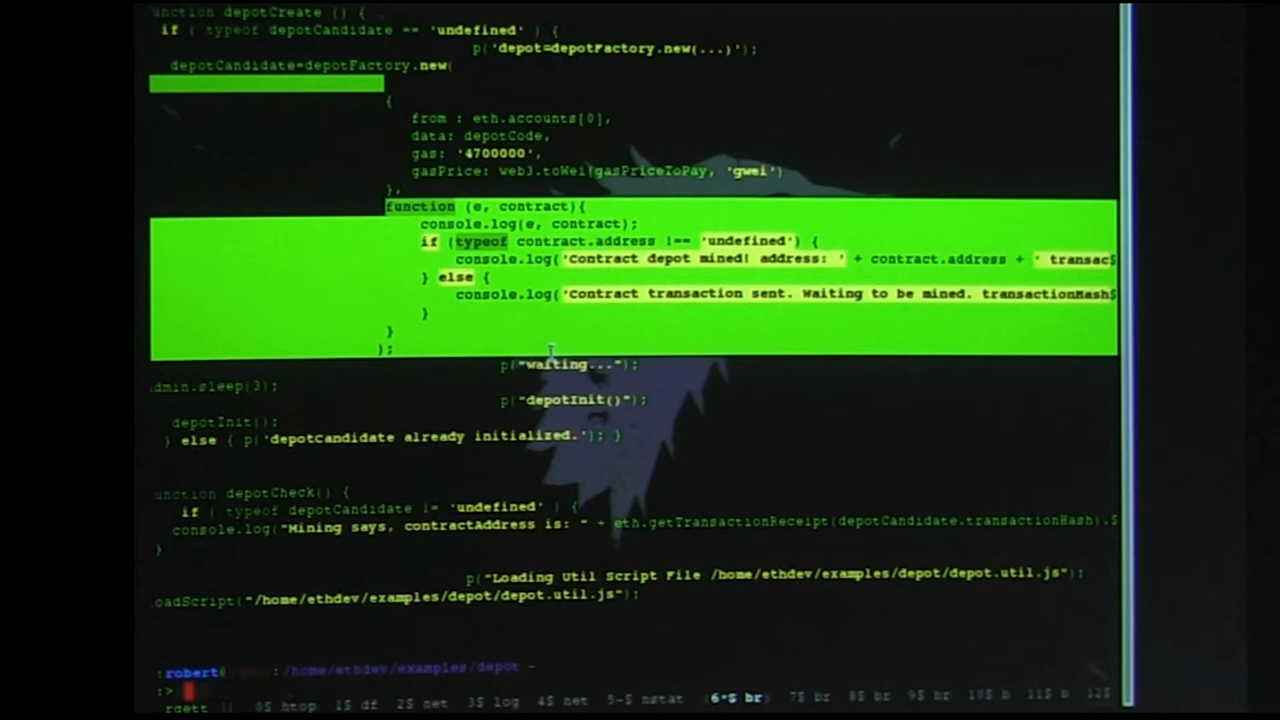 unction depotCreate () {
if ( typeof depotCandidate == 'undefined' ) {
p('depot=depotFactory.new(...)');
depotCandidate=depotFactory.new(
{
from : eth.accounts[0],
data: depotCode,
gas: '4700000',
gasPrice: web3.toWei(gasPriceToPay, 'gwei')
},
function (e, contract){
console.log(e, contract);
if (typeof contract.address !== 'undefined') {
console.log('Contract depot mined! address: ' + contract.address + ' transac$
} else {
console.log('Contract transaction sent. Waiting to be mined. transactionHash$
}
}
);
p("waiting...");
dmin.sleep(3);
p("depotInit()");
depotInit();
} else { p('depotCandidate already initialized.'); }
unction depotCheck() {
if ( typeof depotCandidate != 'undefined' ) {
console.log("Mining says, contractAddress is: " + eth.getTransactionReceipt(depotCandidate.transactionHash).$
}
p("Loading Util Script File /home/ethdev/examples/depot/depot.util.js");
oadScript("/home/ethdev/examples/depot/depot.util.js");
:robert@rgett:/home/ethdev/examples/depot -
:>
rgett )( 0$ htop 1$ df 2$ net 3$ log 4$ net 5-$ nstat (6*$ br) 7$ br 8$ br 9$ br 10$ b 11$ b 12$